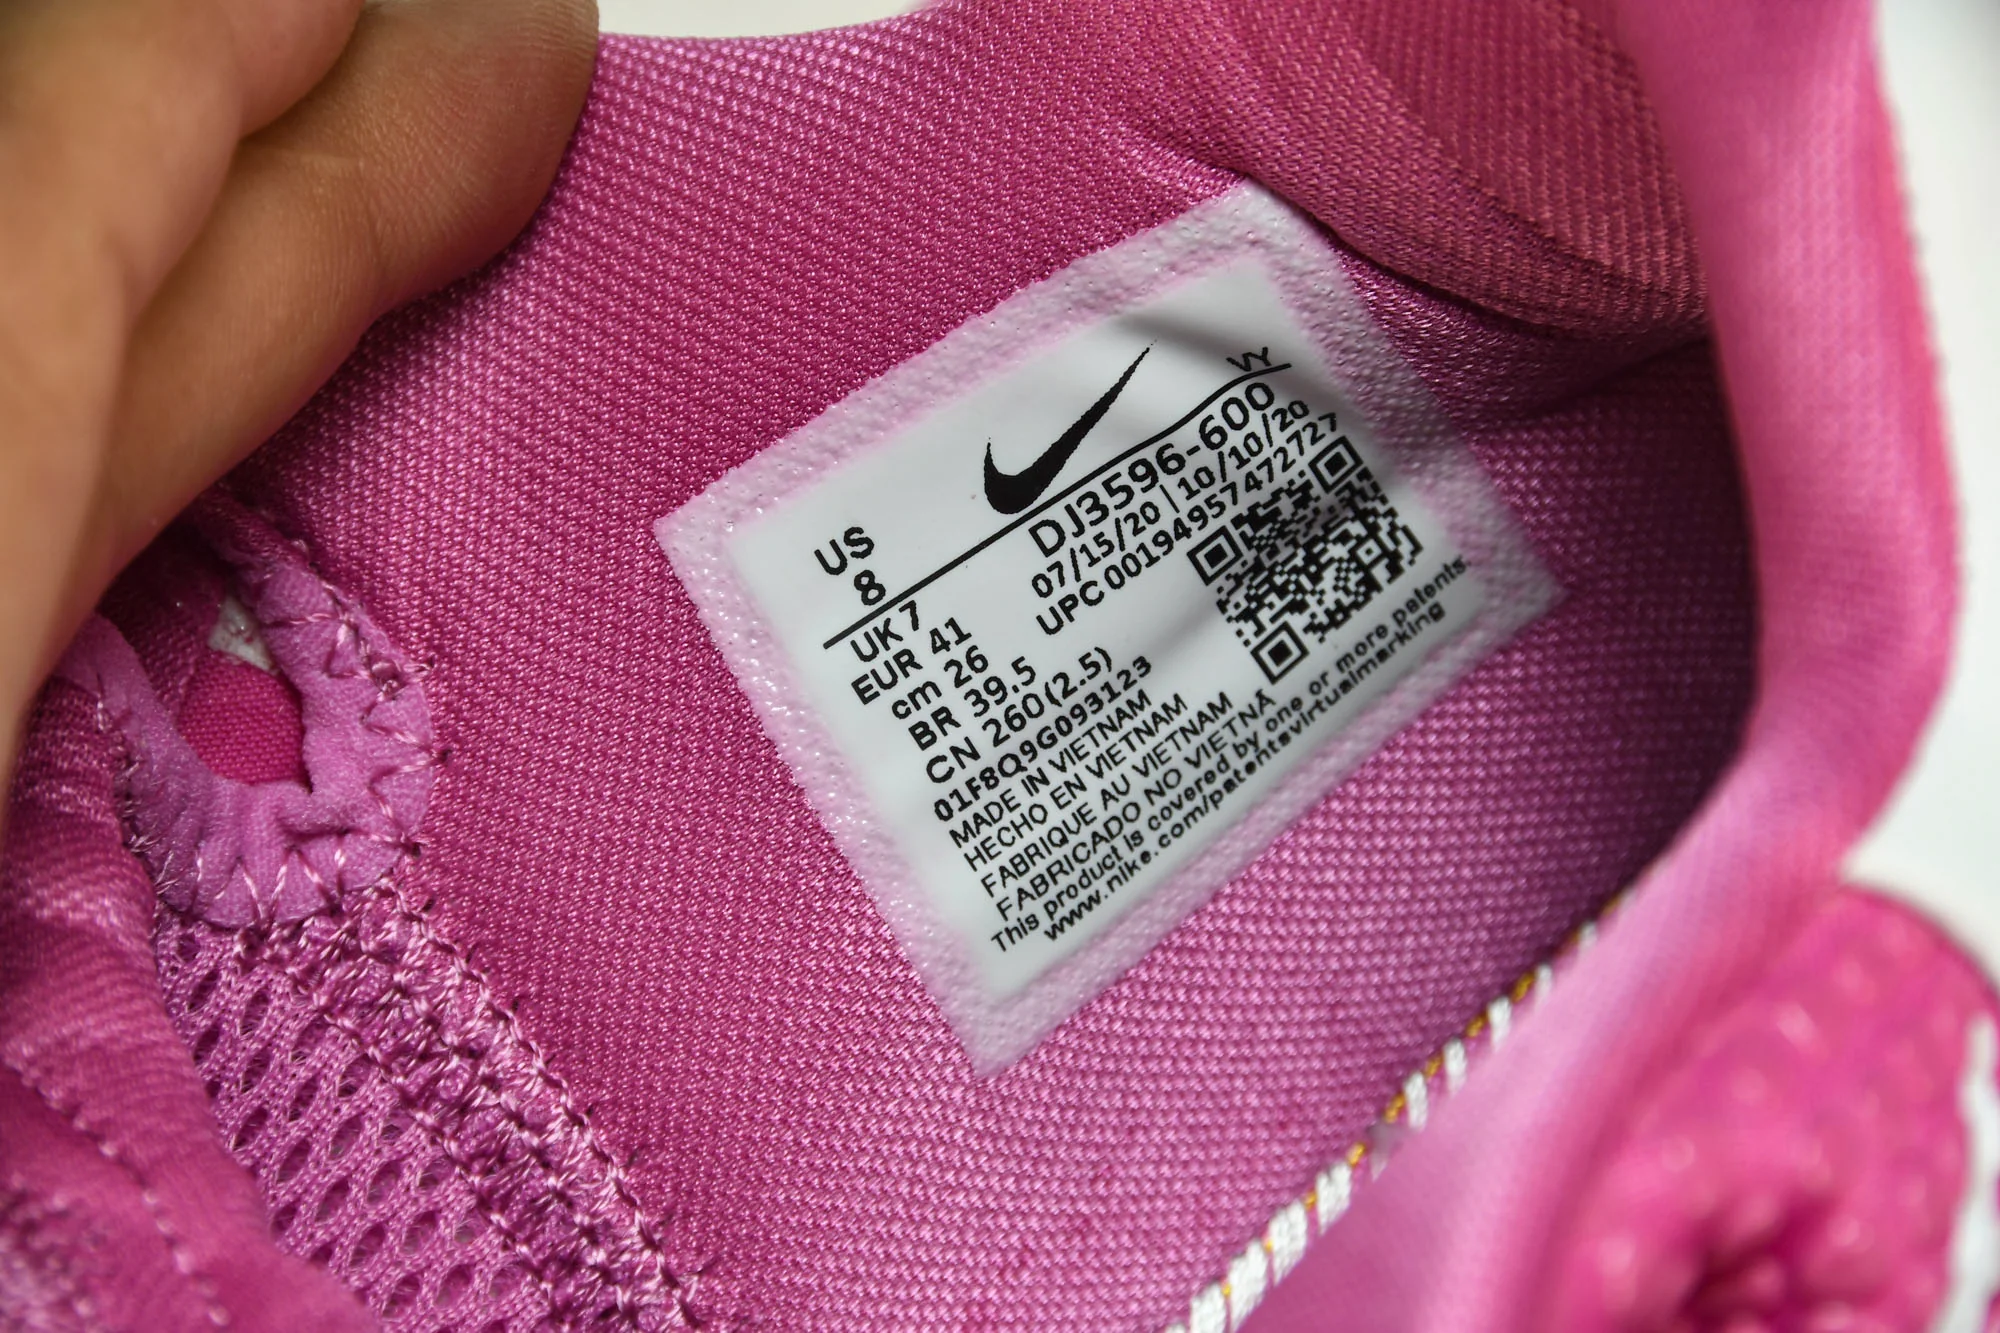 VY
US
8
DJ3596-600
UK 7
07/15/20 | 10/10/20
EUR 41
UPC 00194957472727
cm 26
BR 39.5
CN 260(2.5)
01F8Q9G093123
MADE IN VIETNAM
HECHO EN VIETNAM
FABRIQUE AU VIETNAM
FABRICADO NO VIETNÃ
This product is covered by one or more patents.
www.nike.com/patentsvirtualmarking